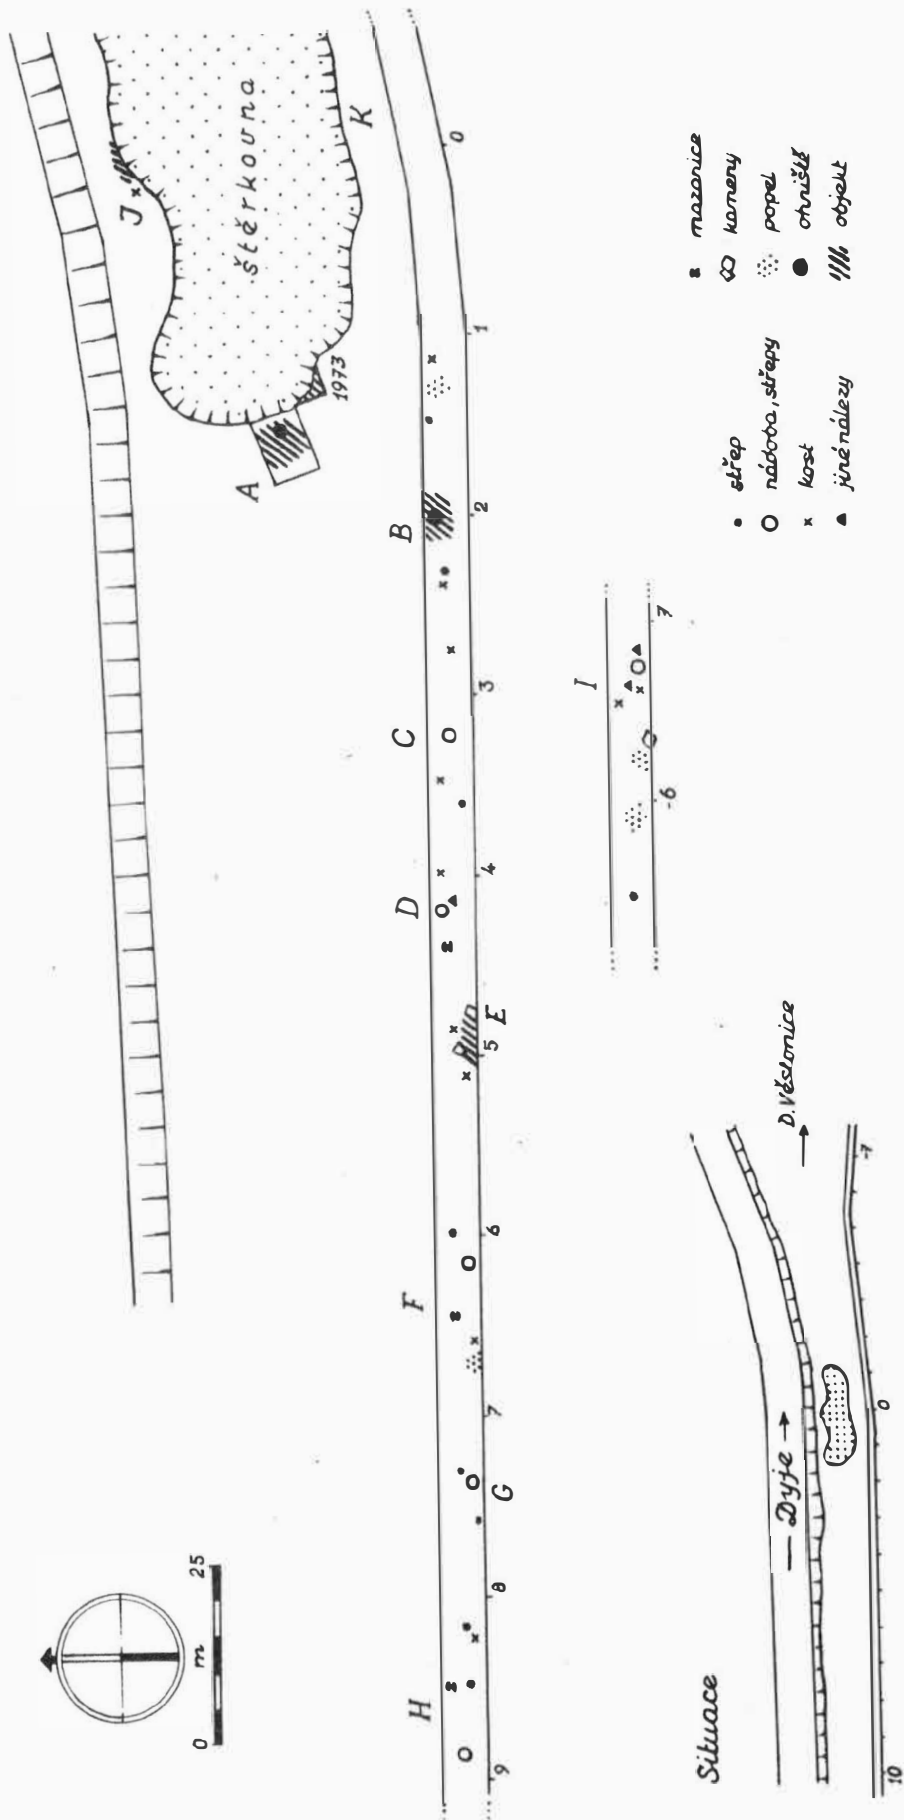 štěrkovna
J
K
A
1973
B
C
D
E
F
G
H
0
1
2
3
4
5
6
7
8
9
I
-6
7
0 m 25
střep
nádoba, střepy
kost
jiné nálezy
mazanice
kameny
popel
ohniště
objekt
Situace
Dyje
D. Věstonice
10
0
-7